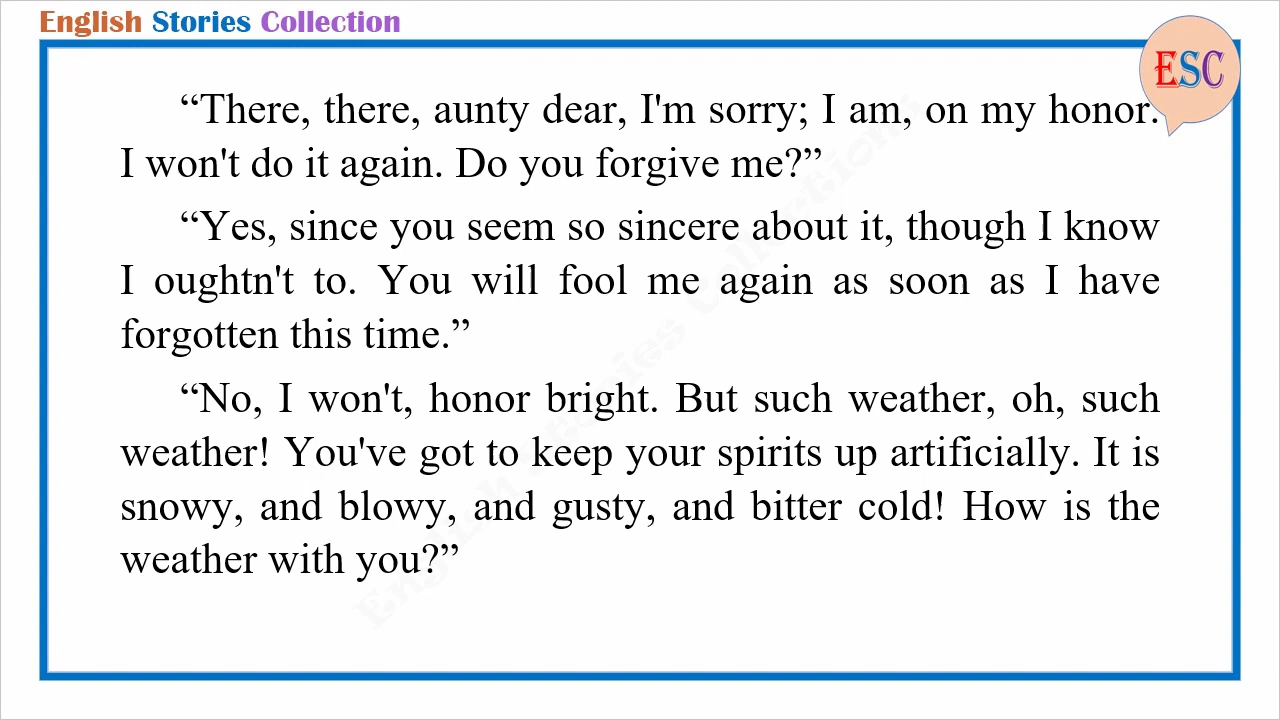 English Stories Collection
ESC
“There, there, aunty dear, I'm sorry; I am, on my honor.
I won't do it again. Do you forgive me?”
“Yes, since you seem so sincere about it, though I know
I oughtn't to. You will fool me again as soon as I have
forgotten this time.”
“No, I won't, honor bright. But such weather, oh, such
weather! You've got to keep your spirits up artificially. It is
snowy, and blowy, and gusty, and bitter cold! How is the
weather with you?”
English Stories Collections